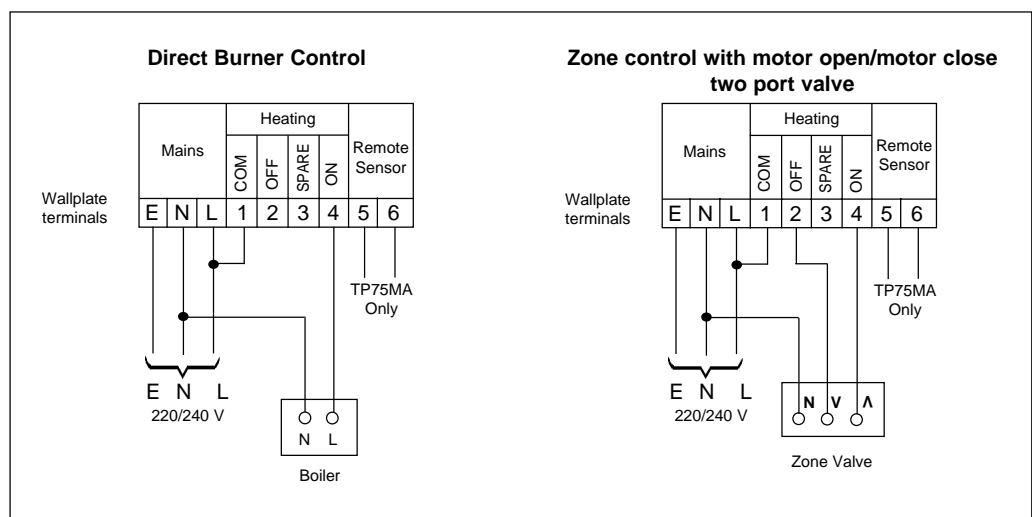 Direct Burner Control
Heating
Mains
COM
OFF
SPARE
ON
Remote
Sensor
Wallplate
terminals
E N L 1 2 3 4 5 6
TP75MA
Only
E N L
220/240 V
N L
Boiler
Zone control with motor open/motor close
two port valve
Heating
Mains
COM
OFF
SPARE
ON
Remote
Sensor
Wallplate
terminals
E N L 1 2 3 4 5 6
TP75MA
Only
E N L
220/240 V
N V Λ
Zone Valve